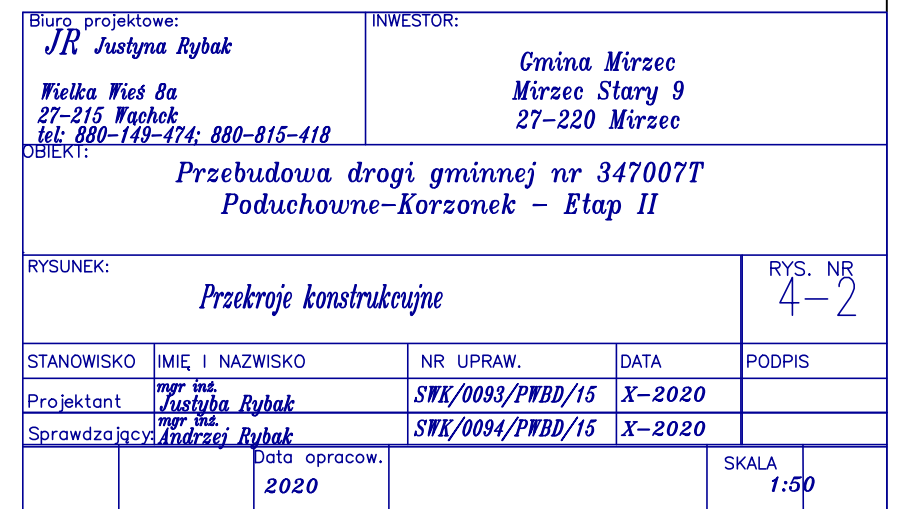 Biuro projektowe:
JR Justyna Rybak
Wielka Wieś 8a
27-215 Wąchck
tel: 880-149-474; 880-815-418
INWESTOR:
Gmina Mirzec
Mirzec Stary 9
27-220 Mirzec
OBIEKT:
Przebudowa drogi gminnej nr 347007T
Poduchowne-Korzonek - Etap II
RYSUNEK:
Przekroje konstrukcujne
RYS. NR
4-2
STANOWISKO IMIĘ I NAZWISKO NR UPRAW. DATA PODPIS
Projektant mgr inż. Justyba Rybak SWK/0093/PWBD/15 X-2020
Sprawdzający: mgr inż. Andrzej Rybak SWK/0094/PWBD/15 X-2020
Data opracow.
2020
SKALA
1:50